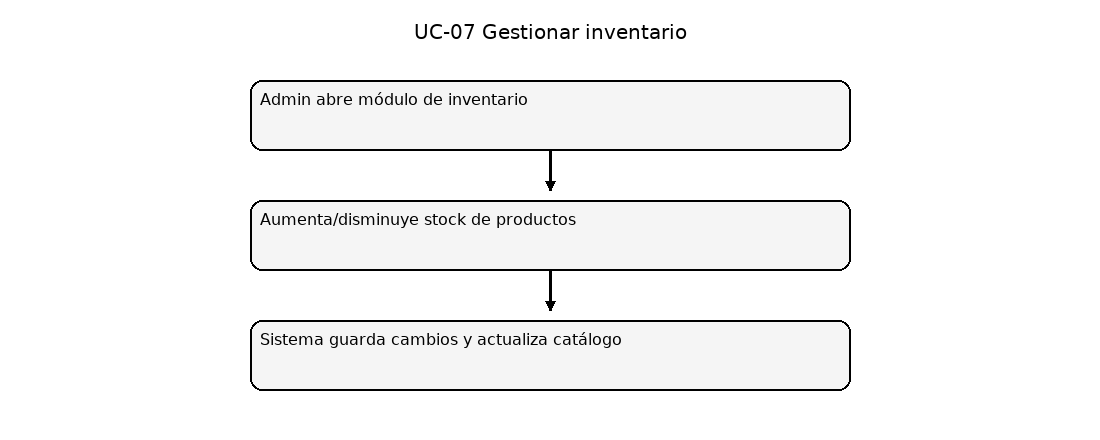 UC-07 Gestionar inventario
Admin abre módulo de inventario
Aumenta/disminuye stock de productos
Sistema guarda cambios y actualiza catálogo